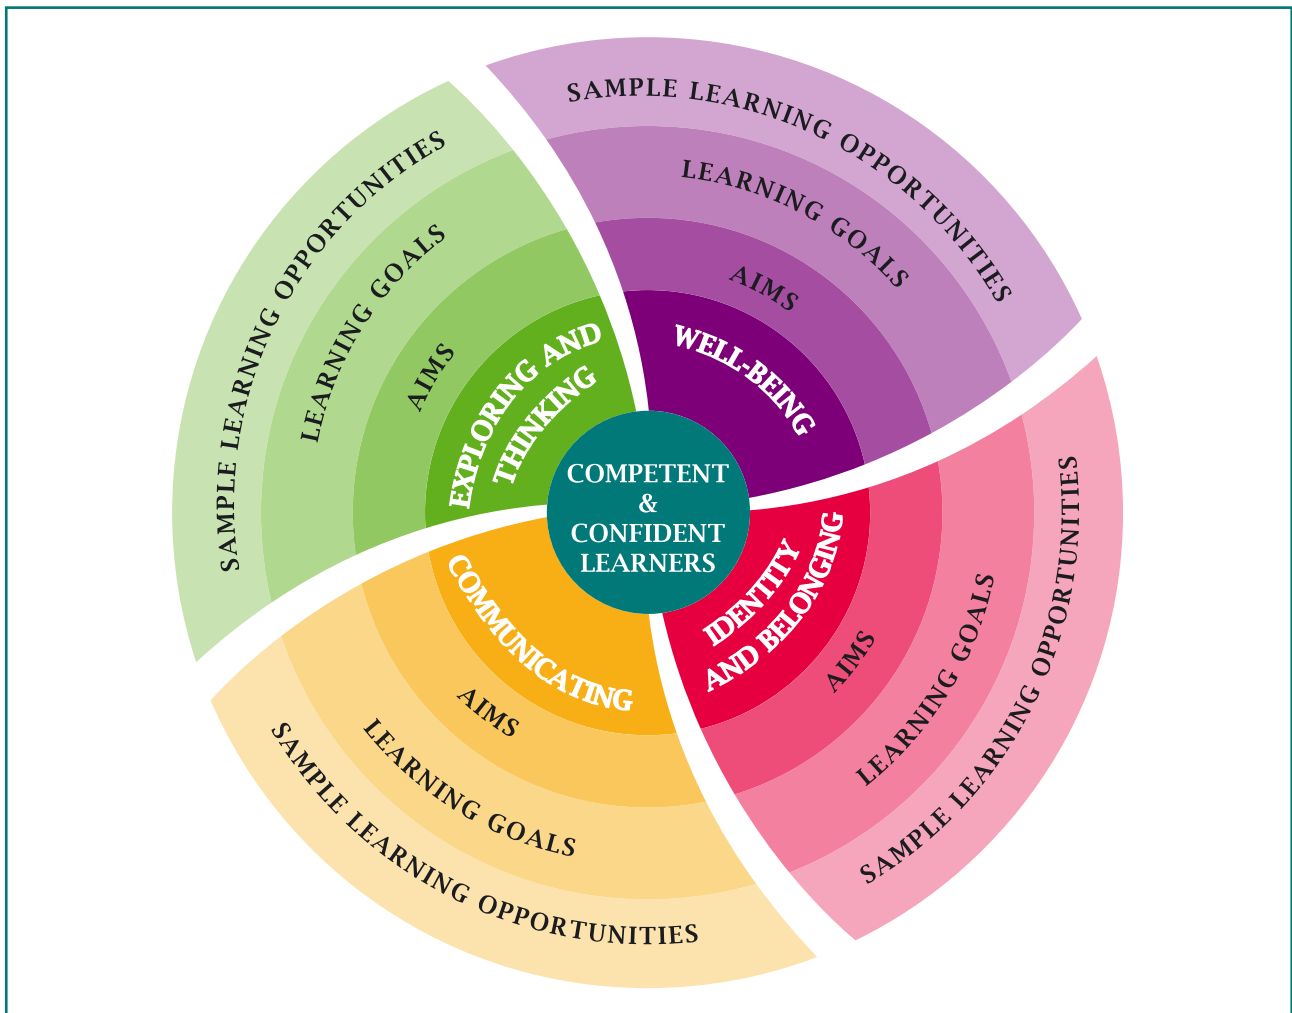 COMPETENT
&
CONFIDENT
LEARNERS
WELL-BEING
AIMS
LEARNING GOALS
SAMPLE LEARNING OPPORTUNITIES
IDENTITY
AND BELONGING
AIMS
LEARNING GOALS
SAMPLE LEARNING OPPORTUNITIES
COMMUNICATING
AIMS
LEARNING GOALS
SAMPLE LEARNING OPPORTUNITIES
EXPLORING AND
THINKING
AIMS
LEARNING GOALS
SAMPLE LEARNING OPPORTUNITIES